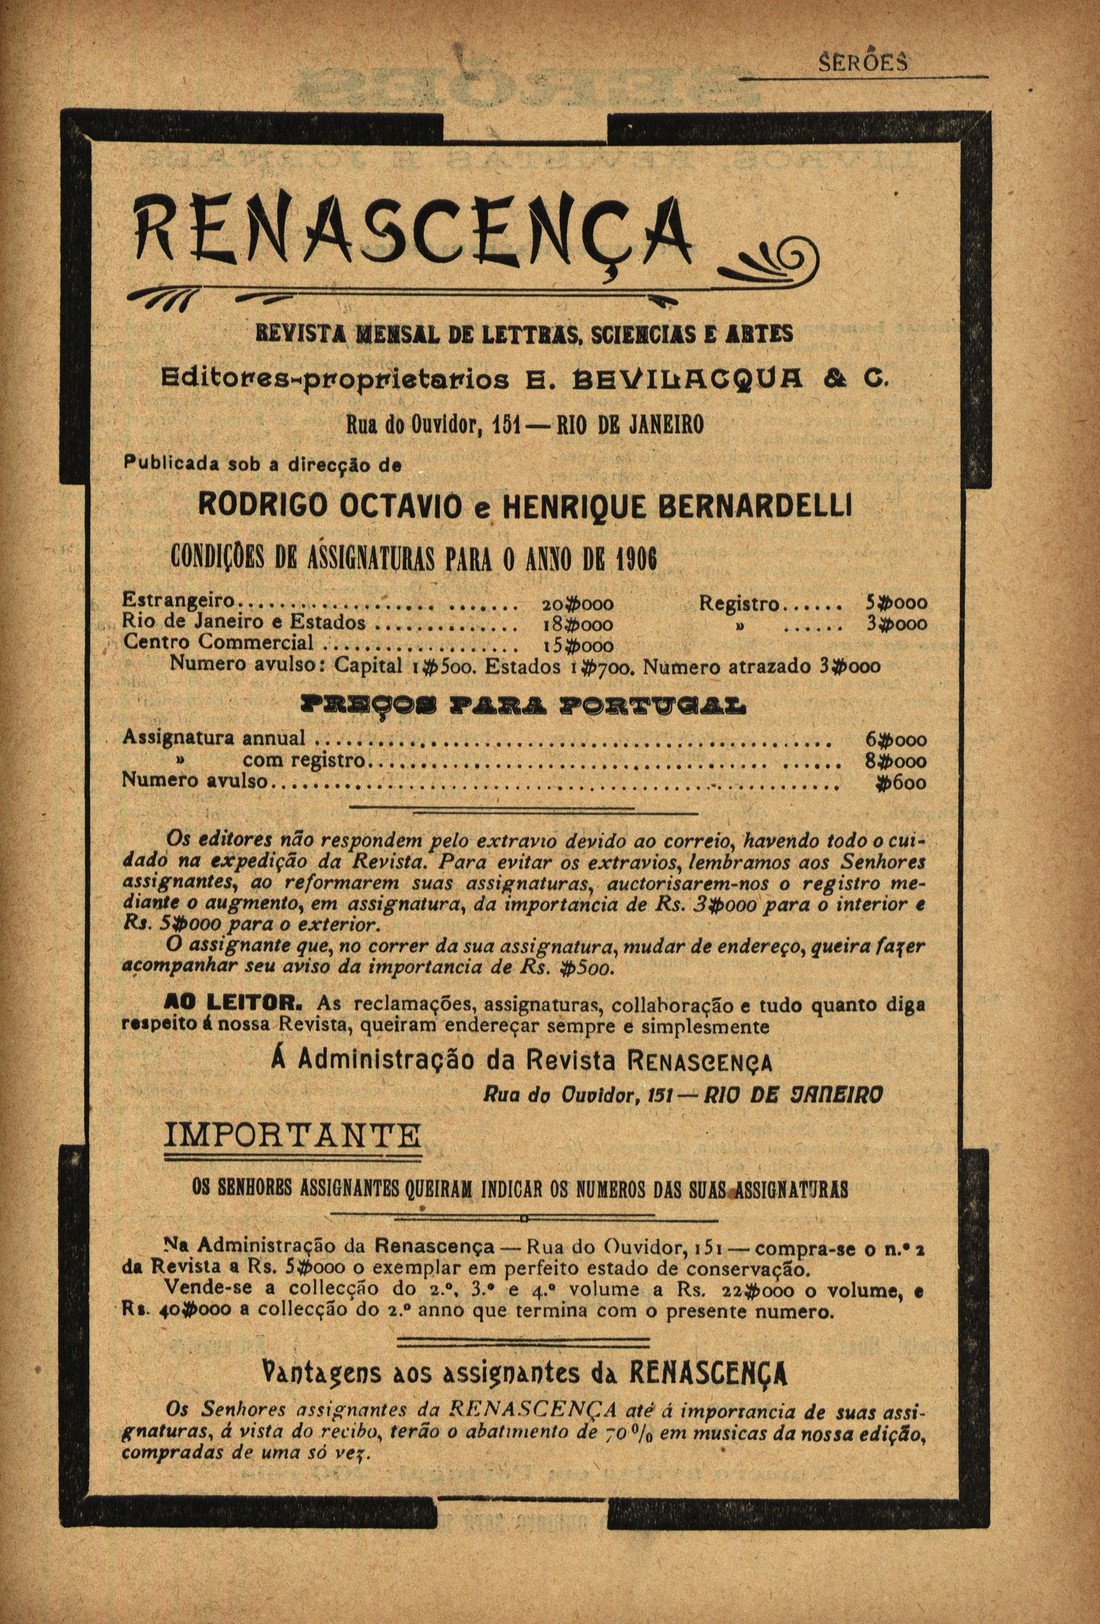 SERÕES
RENASCENÇA
REVISTA MENSAL DE LETTRAS, SCIENCIAS E ARTES
Editores-proprietarios E. BEVILACQUA & C.
Rua do Ouvidor, 151 — RIO DE JANEIRO
Publicada sob a direcção de
RODRIGO OCTAVIO e HENRIQUE BERNARDELLI
CONDIÇÕES DE ASSIGNATURAS PARA O ANNO DE 1906
Estrangeiro.................. ....... 20$000 Registro...... 5$000
Rio de Janeiro e Estados .............. 18$000 » ...... 3$000
Centro Commercial ................... 15$000
Numero avulso: Capital 1$500. Estados 1$700. Numero atrazado 3$000
PREÇOS PARA PORTUGAL
Assignatura annual ............................................ 6$000
» com registro.................................. ...... 8$000
Numero avulso................................................ $600
Os editores não respondem pelo extravio devido ao correio, havendo todo o cui-
dado na expedição da Revista. Para evitar os extravios, lembramos aos Senhores
assignantes, ao reformarem suas assignaturas, auctorisarem-nos o registro me-
diante o augmento, em assignatura, da importancia de Rs. 3$000 para o interior e
Rs. 5$000 para o exterior.
O assignante que, no correr da sua assignatura, mudar de endereço, queira fazer
acompanhar seu aviso da importancia de Rs. $500.
AO LEITOR. As reclamações, assignaturas, collaboração e tudo quanto diga
respeito á nossa Revista, queiram endereçar sempre e simplesmente
Á Administração da Revista RENASCENÇA
Rua do Ouvidor, 151 — RIO DE JANEIRO
IMPORTANTE
OS SENHORES ASSIGNANTES QUEIRAM INDICAR OS NUMEROS DAS SUAS ASSIGNATURAS
Na Administração da Renascença — Rua do Ouvidor, 151 — compra-se o n.º 2
da Revista a Rs. 5$000 o exemplar em perfeito estado de conservação.
Vende-se a collecção do 2.º, 3.º e 4.º volume a Rs. 22$000 o volume, e
Rs. 40$000 a collecção do 2.º anno que termina com o presente numero.
Vantagens aos assignantes da RENASCENÇA
Os Senhores assignantes da RENASCENÇA até á importancia de suas assi-
gnaturas, á vista do recibo, terão o abatimento de 70% em musicas da nossa edição,
compradas de uma só vez.